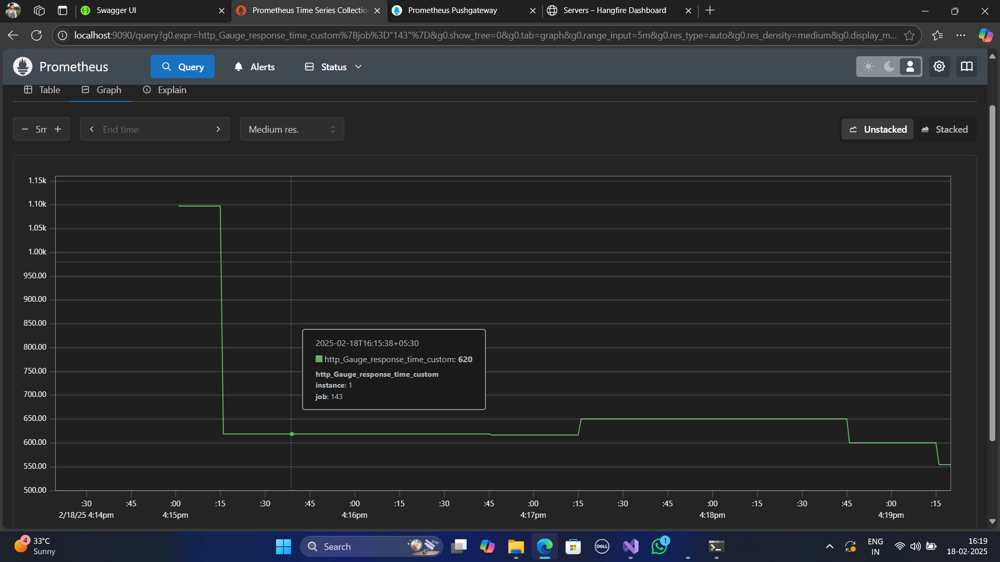 Swagger UI
Prometheus Time Series Collectio
Prometheus Pushgateway
Servers – Hangfire Dashboard
localhost:9090/query?g0.expr=http_Gauge_response_time_custom%7Bjob%3D"143"%7D&g0.show_tree=0&g0.tab=graph&g0.range_input=5m&g0.res_type=auto&g0.res_density=medium&g0.display_m...
Prometheus
Query
Alerts
Status
Table
Graph
Explain
5m
End time
Medium res.
Unstacked
Stacked
1.15k
1.10k
1.05k
1.00k
950.00
900.00
850.00
800.00
750.00
700.00
650.00
600.00
550.00
500.00
2025-02-18T16:15:38+05:30
http_Gauge_response_time_custom: 620
http_Gauge_response_time_custom
instance: 1
job: 143
:30 :45 :00 :15 :30 :45 :00 :15 :30 :45 :00 :15 :30 :45 :00 :15 :30 :45 :00 :15
2/18/25 4:14pm 4:15pm 4:16pm 4:17pm 4:18pm 4:19pm
4
33°C
Sunny
Search
DELL
1
ENG
IN
16:19
18-02-2025